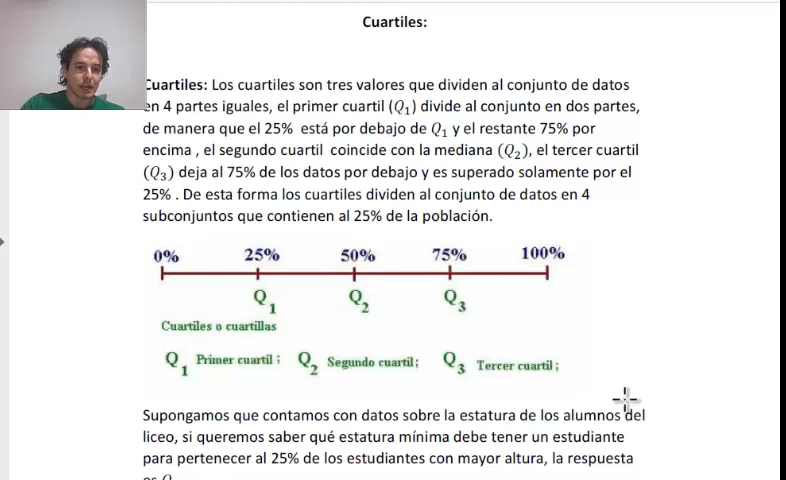 Cuartiles:
Cuartiles: Los cuartiles son tres valores que dividen al conjunto de datos
en 4 partes iguales, el primer cuartil (Q₁) divide al conjunto en dos partes,
de manera que el 25% está por debajo de Q₁ y el restante 75% por
encima , el segundo cuartil coincide con la mediana (Q₂), el tercer cuartil
(Q₃) deja al 75% de los datos por debajo y es superado solamente por el
25% . De esta forma los cuartiles dividen al conjunto de datos en 4
subconjuntos que contienen al 25% de la población.
0% 25% 50% 75% 100%
Q₁ Q₂ Q₃
Cuartiles o cuartillas
Q₁ Primer cuartil ; Q₂ Segundo cuartil; Q₃ Tercer cuartil ;
Supongamos que contamos con datos sobre la estatura de los alumnos del
liceo, si queremos saber qué estatura mínima debe tener un estudiante
para pertenecer al 25% de los estudiantes con mayor altura, la respuesta